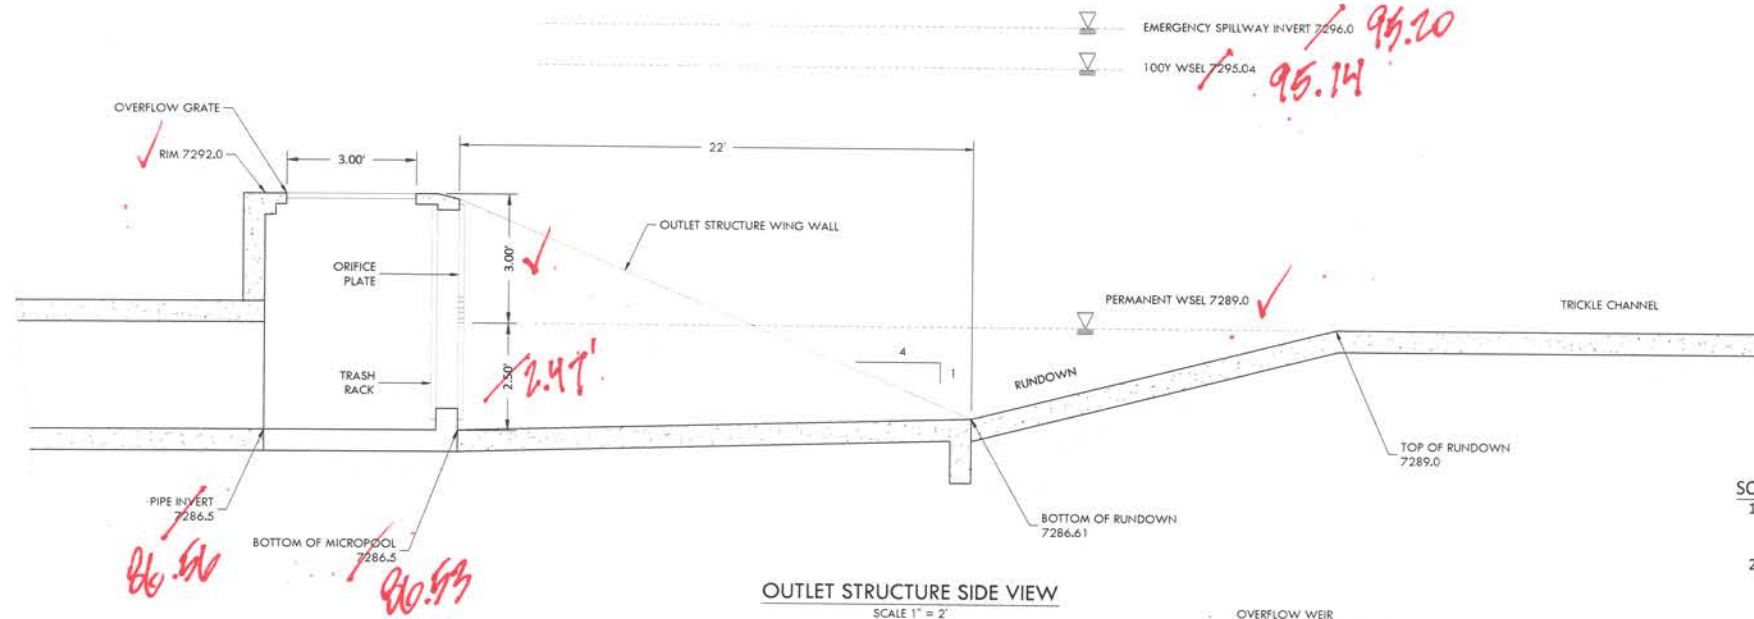 EMERGENCY SPILLWAY INVERT 7296.0 95.20
100Y WSEL 7295.04 95.14
OVERFLOW GRATE
RIM 7292.0
3.00'
22'
OUTLET STRUCTURE WING WALL
3.00'
ORIFICE
PLATE
PERMANENT WSEL 7289.0
TRICKLE CHANNEL
4
1
2.50' 2.47'
TRASH
RACK
RUNDOWN
TOP OF RUNDOWN
7289.0
PIPE INVERT
7286.5
86.56
BOTTOM OF MICROPOOL
7286.5
86.53
BOTTOM OF RUNDOWN
7286.61
SC
1
2
OUTLET STRUCTURE SIDE VIEW
SCALE 1" = 2'
OVERFLOW WEIR